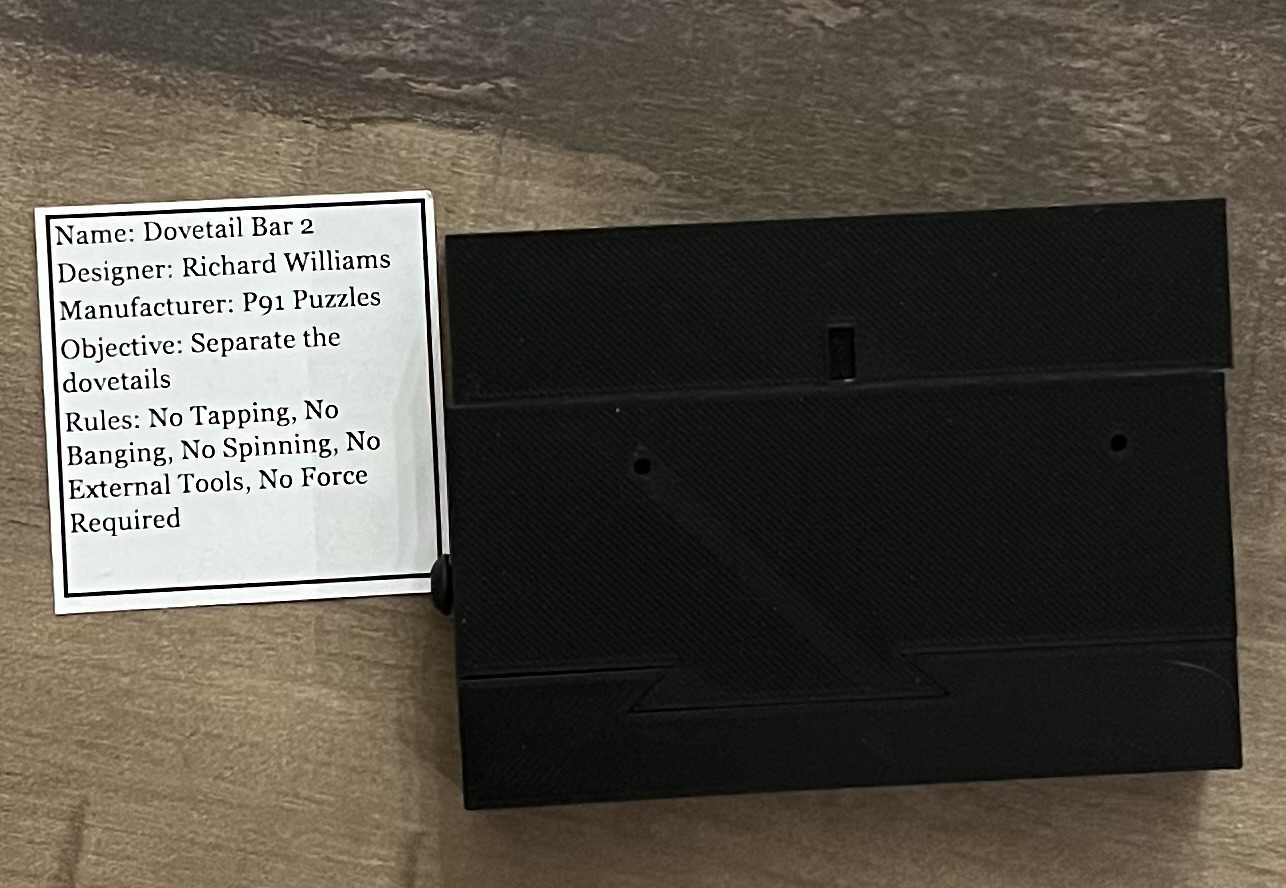 Name: Dovetail Bar 2
Designer: Richard Williams
Manufacturer: P91 Puzzles
Objective: Separate the
dovetails
Rules: No Tapping, No
Banging, No Spinning, No
External Tools, No Force
Required